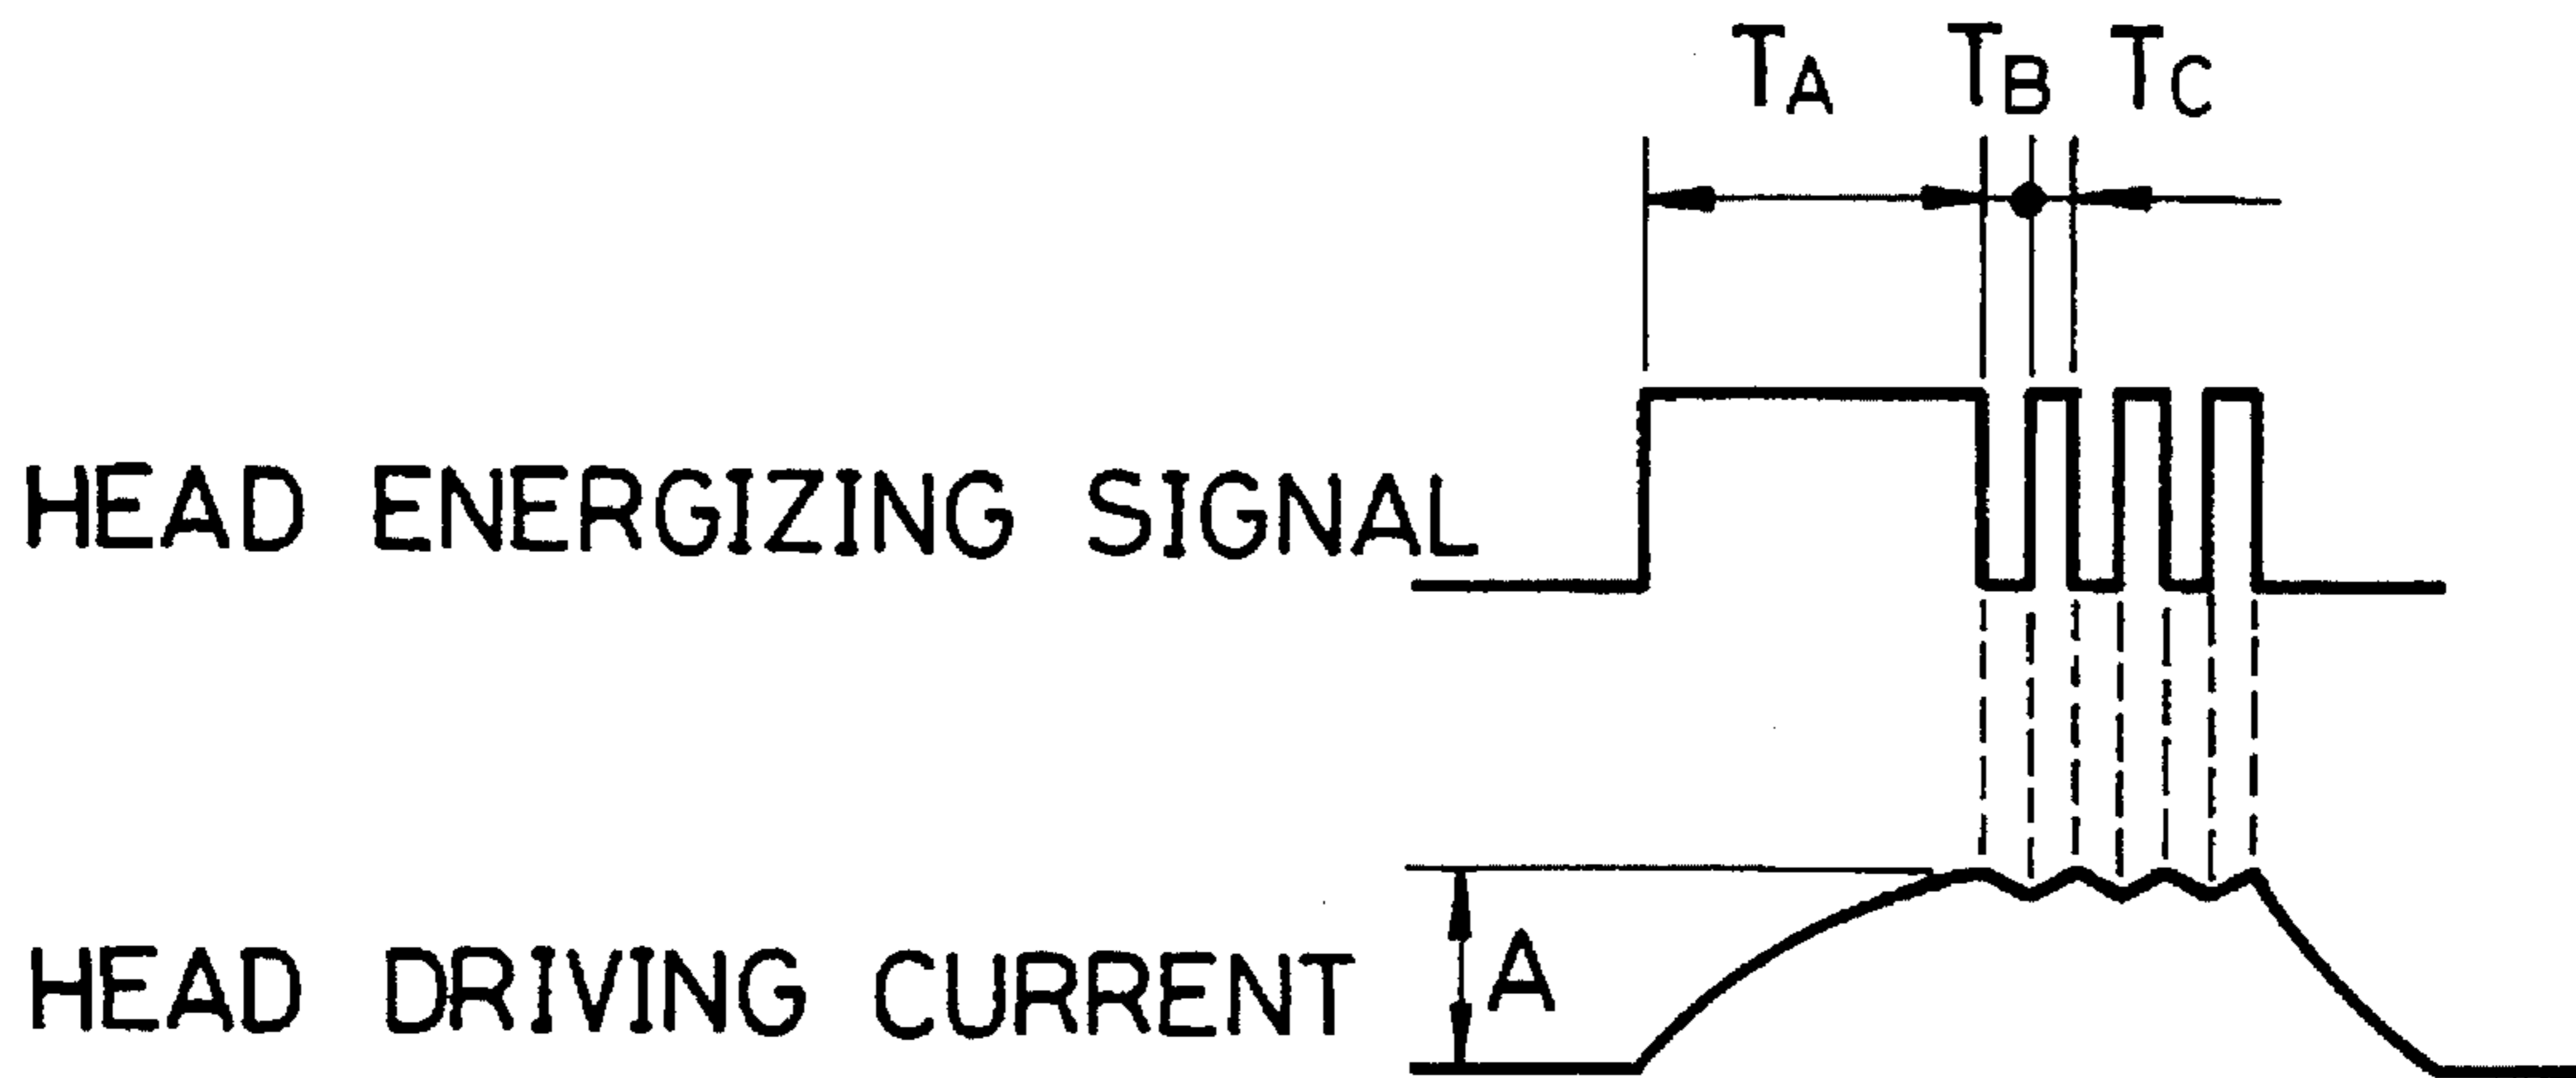 TA TB TC
HEAD ENERGIZING SIGNAL
A
HEAD DRIVING CURRENT